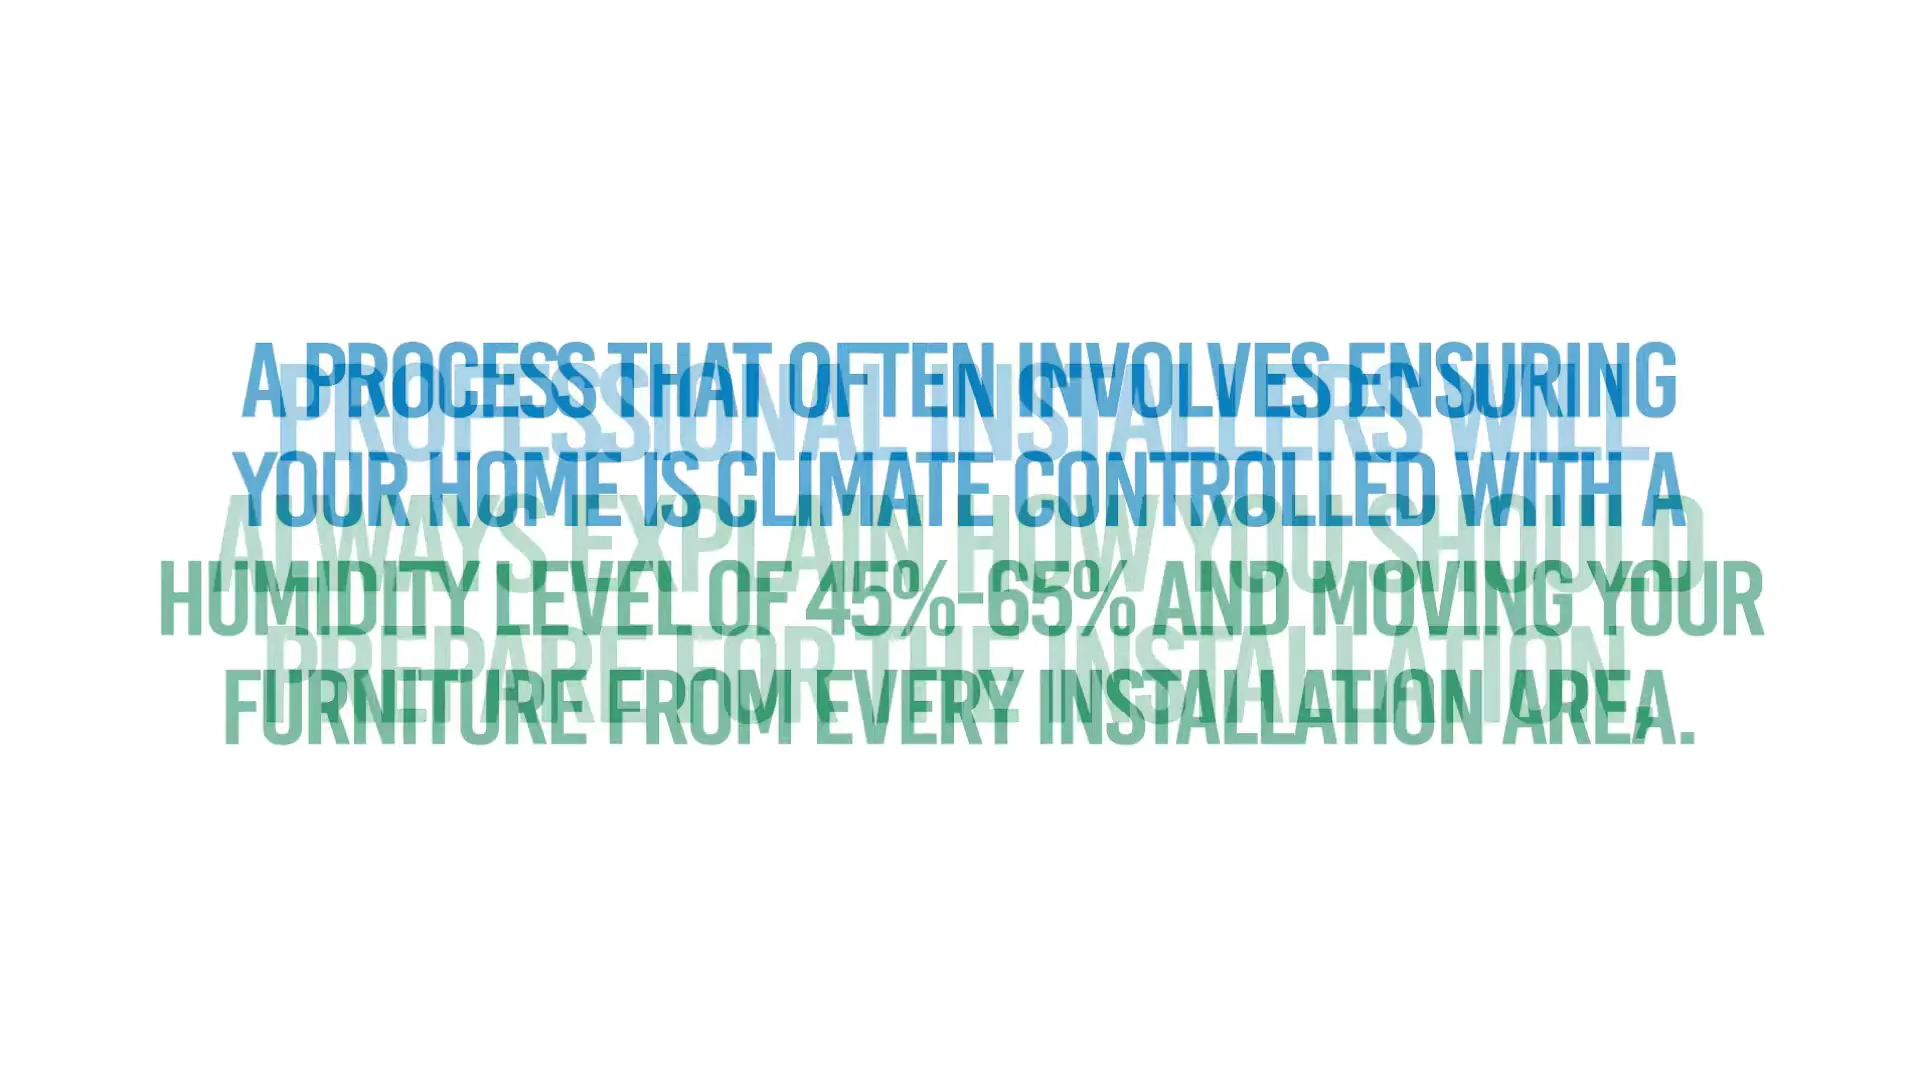 A PROCESS THAT OFTEN INVOLVES ENSURING
PROFESSIONAL INSTALLERS WILL
YOUR HOME IS CLIMATE CONTROLLED WITH A
ALWAYS EXPLAIN HOW YOU SHOULD
HUMIDITY LEVEL OF 45%-65% AND MOVING YOUR
PREPARE FOR THE INSTALLATION,
FURNITURE FROM EVERY INSTALLATION AREA.